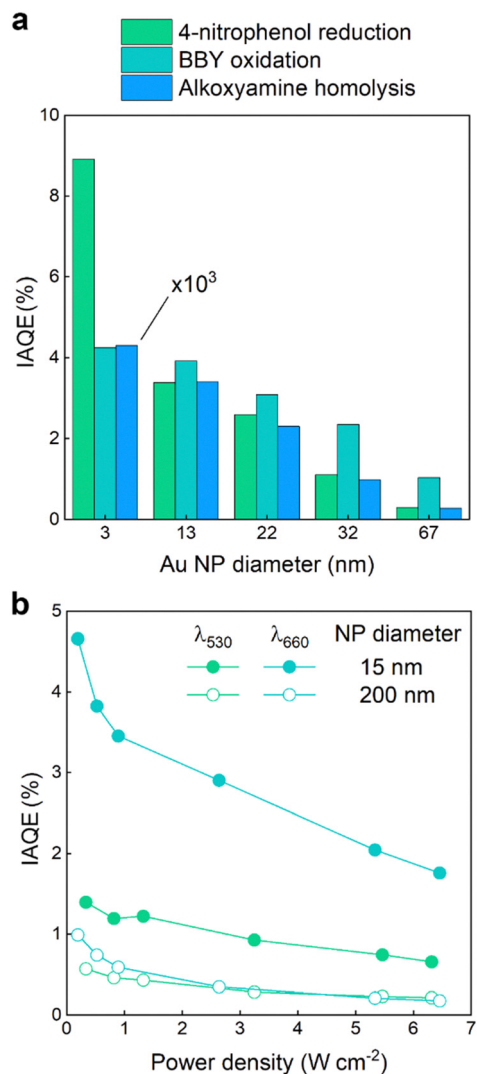 a
4-nitrophenol reduction
BBY oxidation
Alkoxyamine homolysis
10
8
6
4
2
0
IAQE (%)
x10³
3 13 22 32 67
Au NP diameter (nm)
b
λ₅₃₀ λ₆₆₀ NP diameter
15 nm
200 nm
5
4
3
2
1
0
IAQE (%)
0 1 2 3 4 5 6 7
Power density (W cm⁻²)